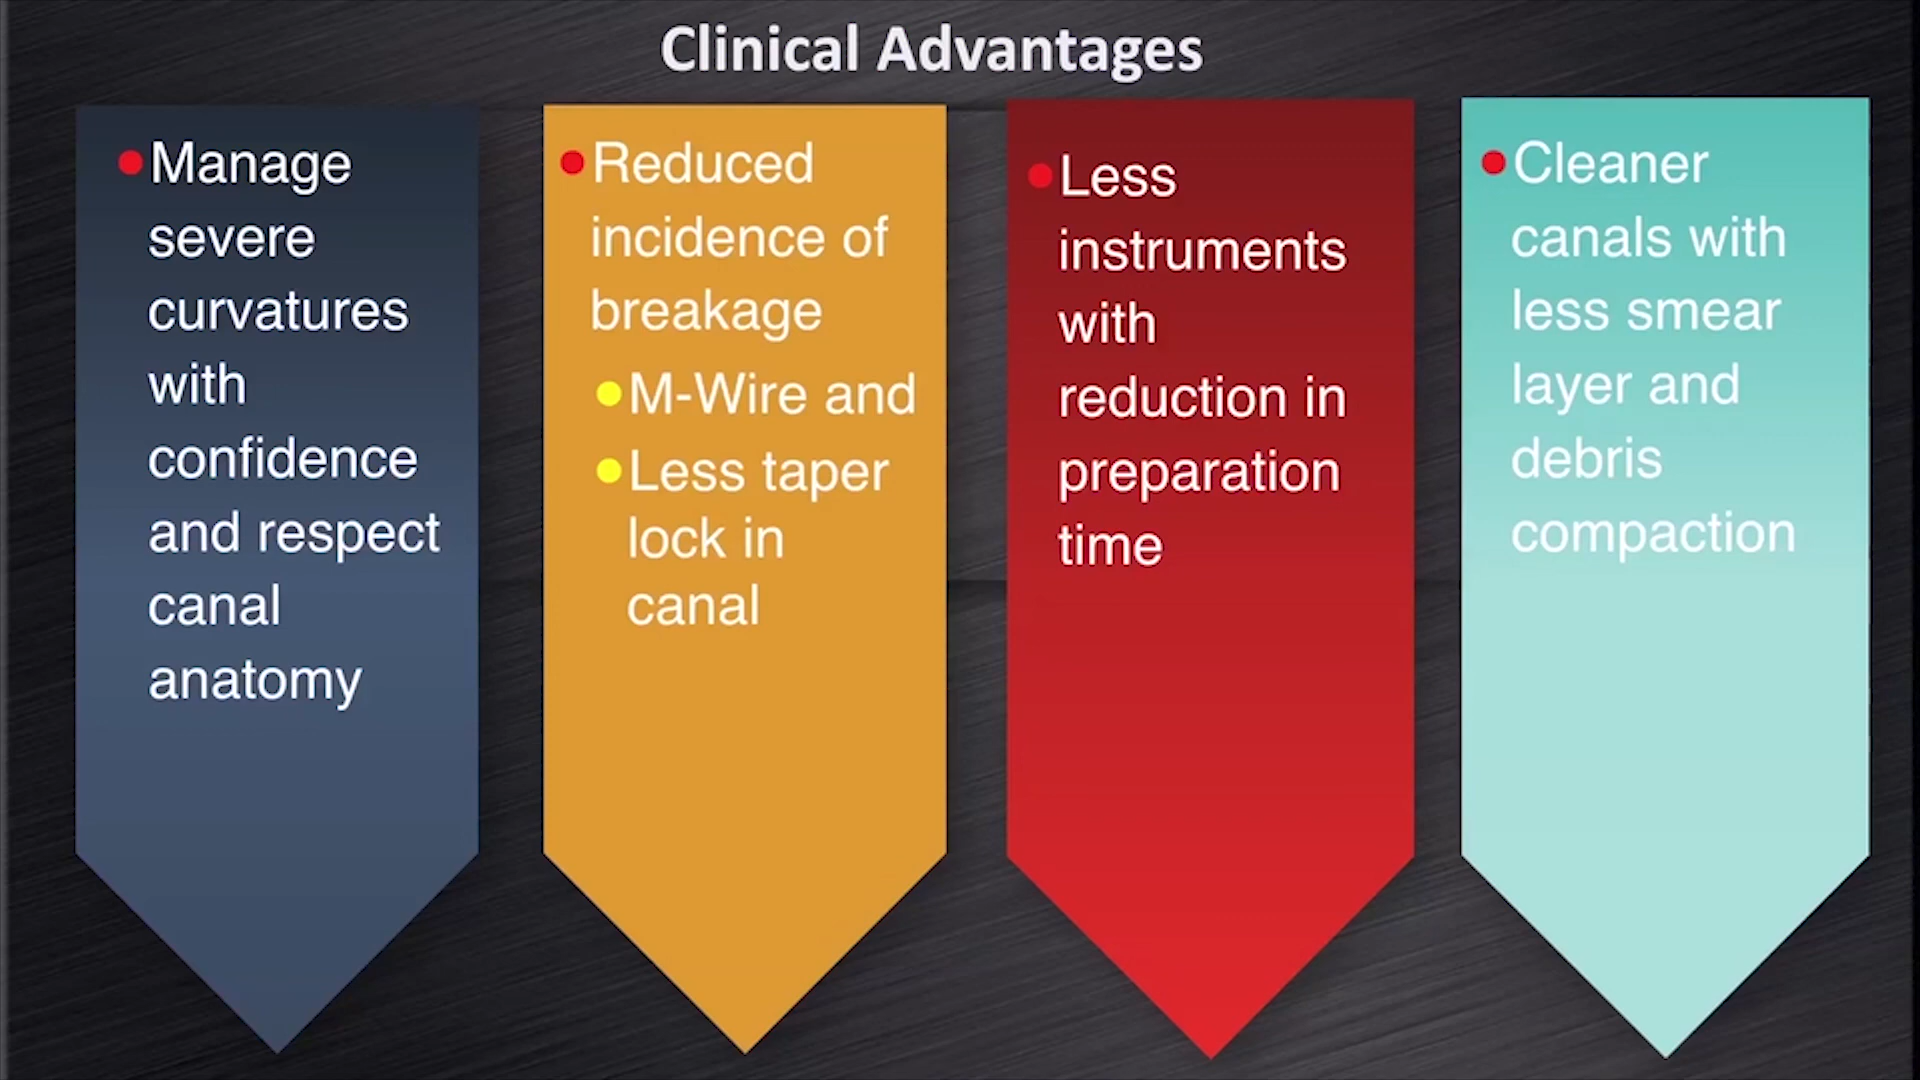 Clinical Advantages
•Manage
severe
curvatures
with
confidence
and respect
canal
anatomy
•Reduced
incidence of
breakage
•M-Wire and
•Less taper
lock in
canal
•Less
instruments
with
reduction in
preparation
time
•Cleaner
canals with
less smear
layer and
debris
compaction